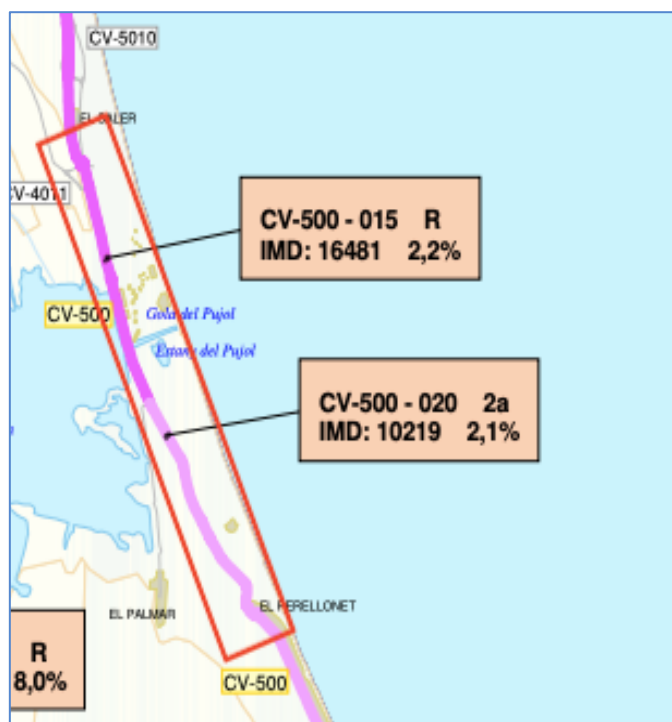 CV-5010
EL SALER
CV-4011
CV-500 - 015 R
IMD: 16481 2,2%
CV-500
Gola del Pujol
Estany del Pujol
CV-500 - 020 2a
IMD: 10219 2,1%
EL PERELLONET
EL PALMAR
R
8,0%
CV-500